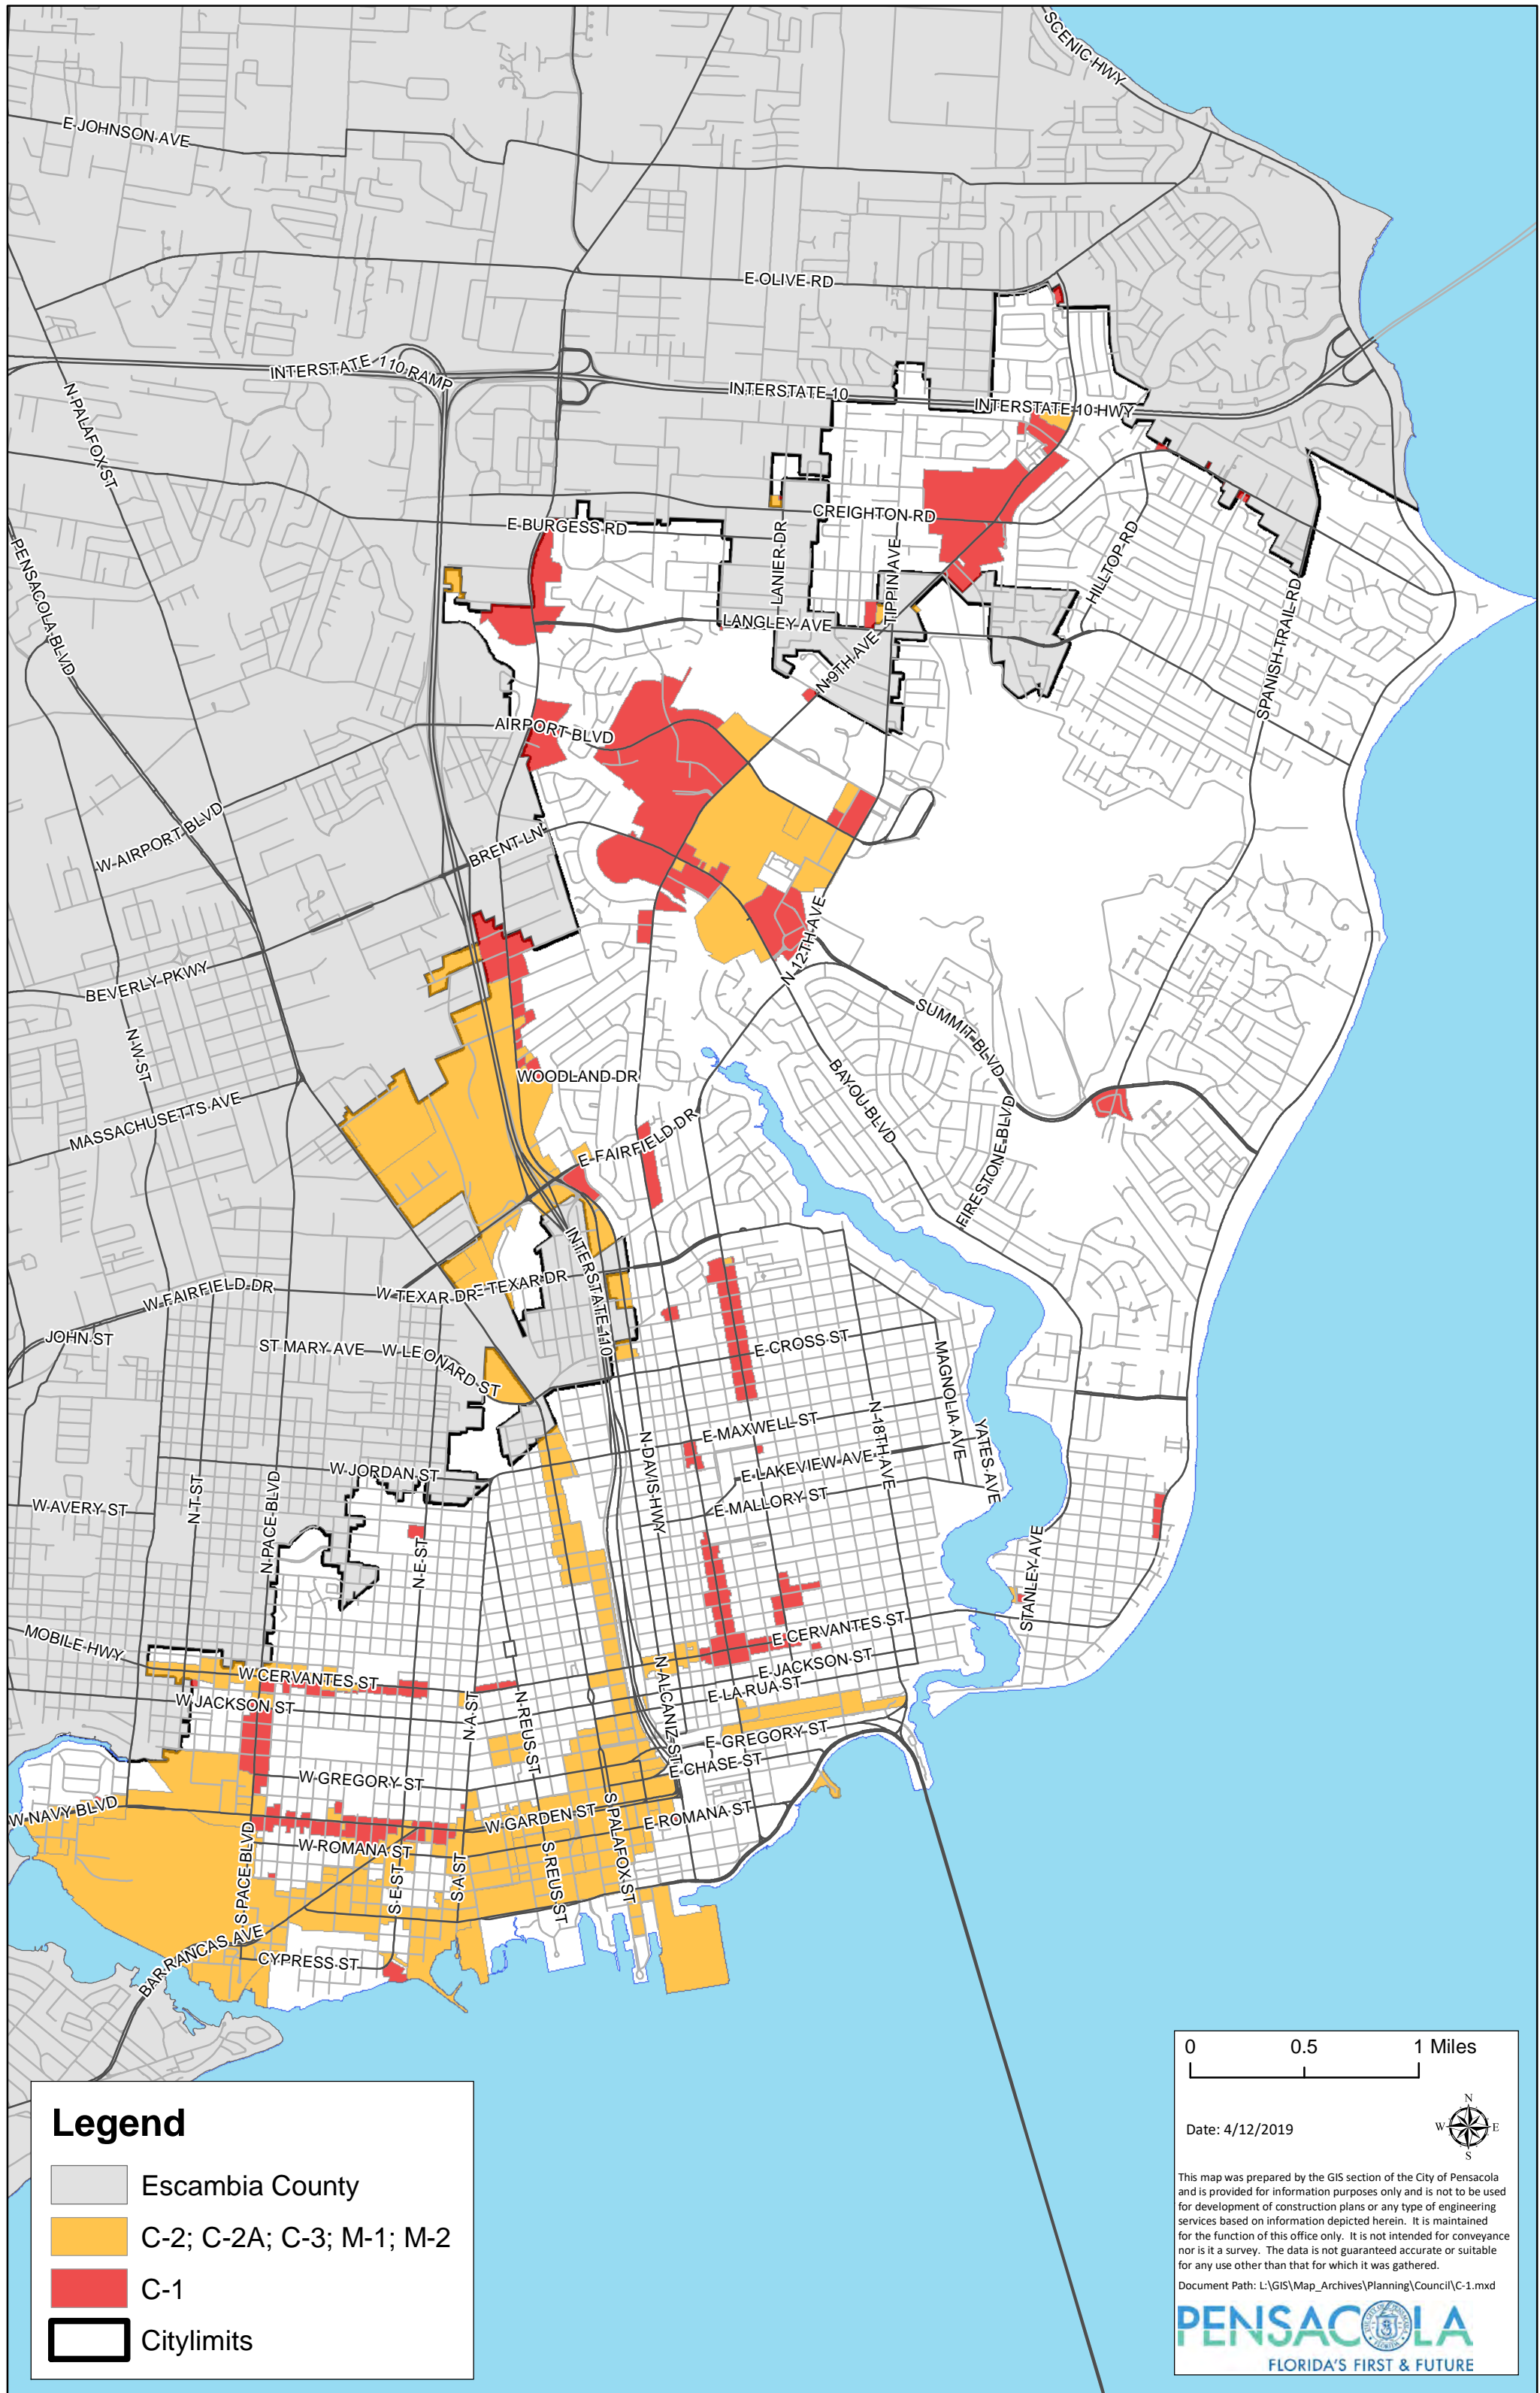 SCENIC HWY
E JOHNSON AVE
E OLIVE RD
INTERSTATE 110 RAMP
INTERSTATE 10
INTERSTATE 10 HWY
N PALAFOX ST
CREIGHTON RD
E BURGESS RD
LANIER DR
TIPPIN AVE
HILLTOP RD
PENSACOLA BLVD
LANGLEY AVE
N 9TH AVE
SPANISH TRAIL RD
AIRPORT BLVD
W AIRPORT BLVD
BRENT LN
N 12TH AVE
BEVERLY PKWY
SUMMIT BLVD
N W ST
WOODLAND DR
BAYOU BLVD
MASSACHUSETTS AVE
E FAIRFIELD DR
FIRESTONE BLVD
INTERSTATE 110
W FAIRFIELD DR
W TEXAR DR
E TEXAR DR
JOHN ST
ST MARY AVE
W LEONARD ST
E CROSS ST
MAGNOLIA AVE
E MAXWELL ST
N 18TH AVE
YATES AVE
N DAVIS HWY
W JORDAN ST
E LAKEVIEW AVE
E MALLORY ST
W AVERY ST
N T ST
N PACE BLVD
N E ST
STANLEY AVE
MOBILE HWY
E CERVANTES ST
W CERVANTES ST
E JACKSON ST
W JACKSON ST
N A ST
N REUS ST
N ALCANIZ ST
E LA RUA ST
E GREGORY ST
E CHASE ST
W GREGORY ST
W NAVY BLVD
W GARDEN ST
S PALAFOX ST
E ROMANA ST
W ROMANA ST
S PACE BLVD
S E ST
S A ST
S REUS ST
BARRANCAS AVE
CYPRESS ST
0 0.5 1 Miles
N
W E
S
Date: 4/12/2019
This map was prepared by the GIS section of the City of Pensacola
and is provided for information purposes only and is not to be used
for development of construction plans or any type of engineering
services based on information depicted herein. It is maintained
for the function of this office only. It is not intended for conveyance
nor is it a survey. The data is not guaranteed accurate or suitable
for any use other than that for which it was gathered.
Document Path: L:\GIS\Map_Archives\Planning\Council\C-1.mxd
PENSACOLA
FLORIDA'S FIRST & FUTURE
Legend
Escambia County
C-2; C-2A; C-3; M-1; M-2
C-1
Citylimits